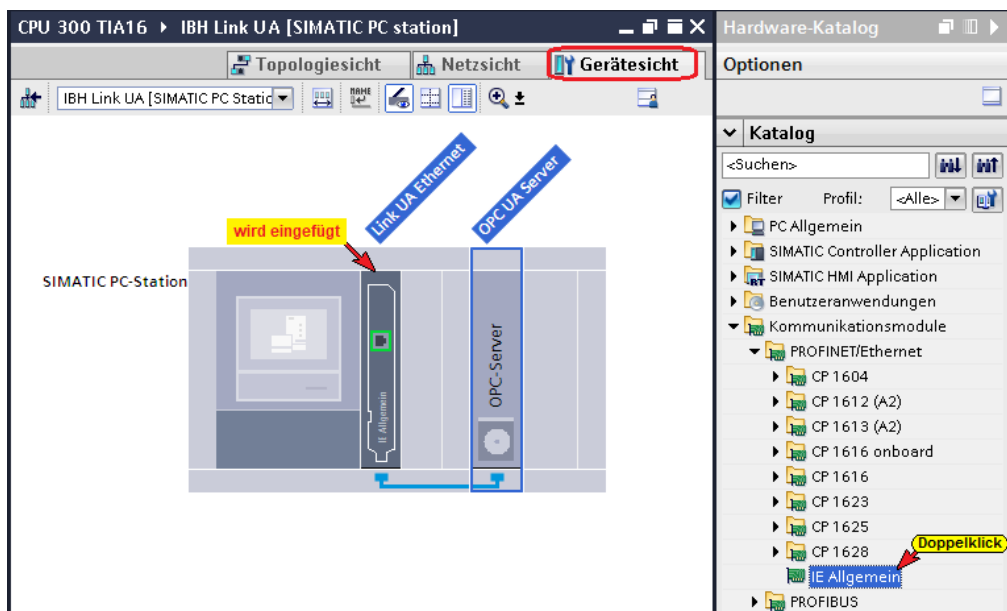 CPU 300 TIA16 ▸ IBH Link UA [SIMATIC PC station]
Topologiesicht
Netzsicht
Gerätesicht
IBH Link UA [SIMATIC PC Static
NAME
Link UA Ethernet
OPC UA Server
wird eingefügt
SIMATIC PC-Station
IE Allgemein
OPC-Server
Hardware-Katalog
Optionen
Katalog
<Suchen>
Filter Profil: <Alle>
PC Allgemein
SIMATIC Controller Application
SIMATIC HMI Application
Benutzeranwendungen
Kommunikationsmodule
PROFINET/Ethernet
CP 1604
CP 1612 (A2)
CP 1613 (A2)
CP 1616 onboard
CP 1616
CP 1623
CP 1625
CP 1628
Doppelklick
IE Allgemein
PROFIBUS